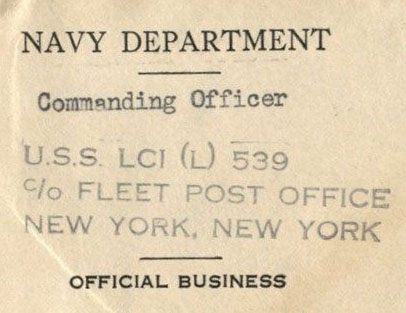 NAVY DEPARTMENT
Commanding Officer
U.S.S. LCI (L) 539
c/o FLEET POST OFFICE
NEW YORK, NEW YORK
OFFICIAL BUSINESS